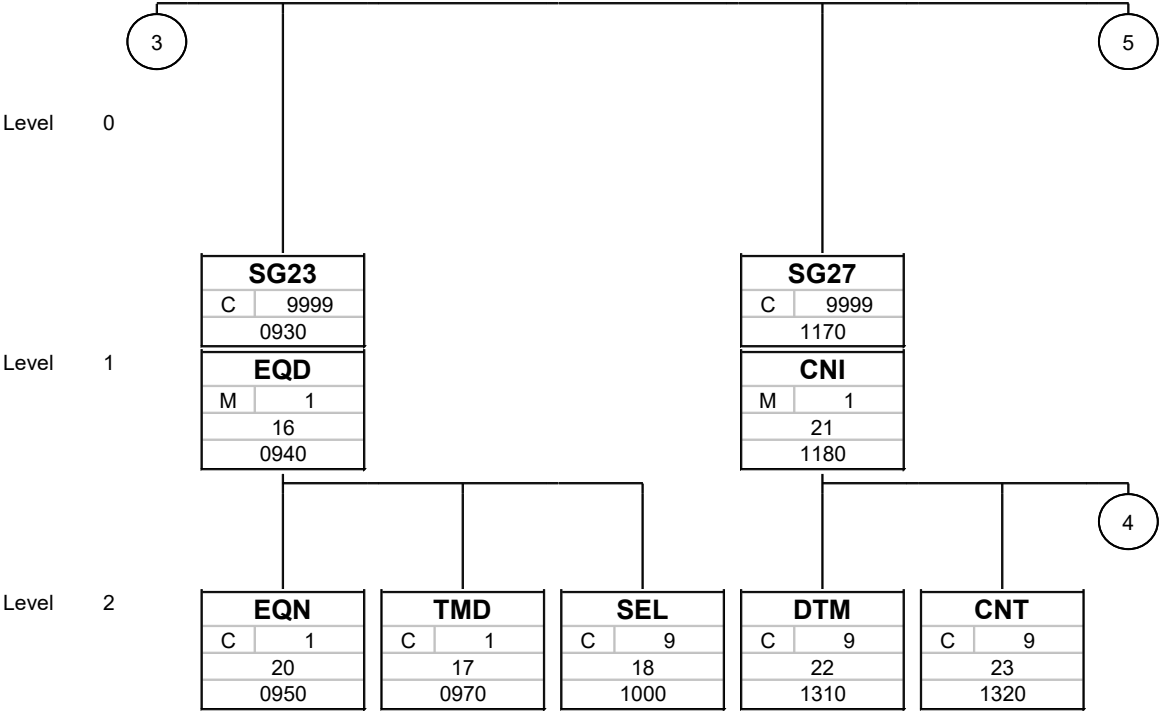 3
5
Level 0
SG23
C 9999
0930
SG27
C 9999
1170
Level 1
EQD
M 1
16
0940
CNI
M 1
21
1180
4
Level 2
EQN
C 1
20
0950
TMD
C 1
17
0970
SEL
C 9
18
1000
DTM
C 9
22
1310
CNT
C 9
23
1320